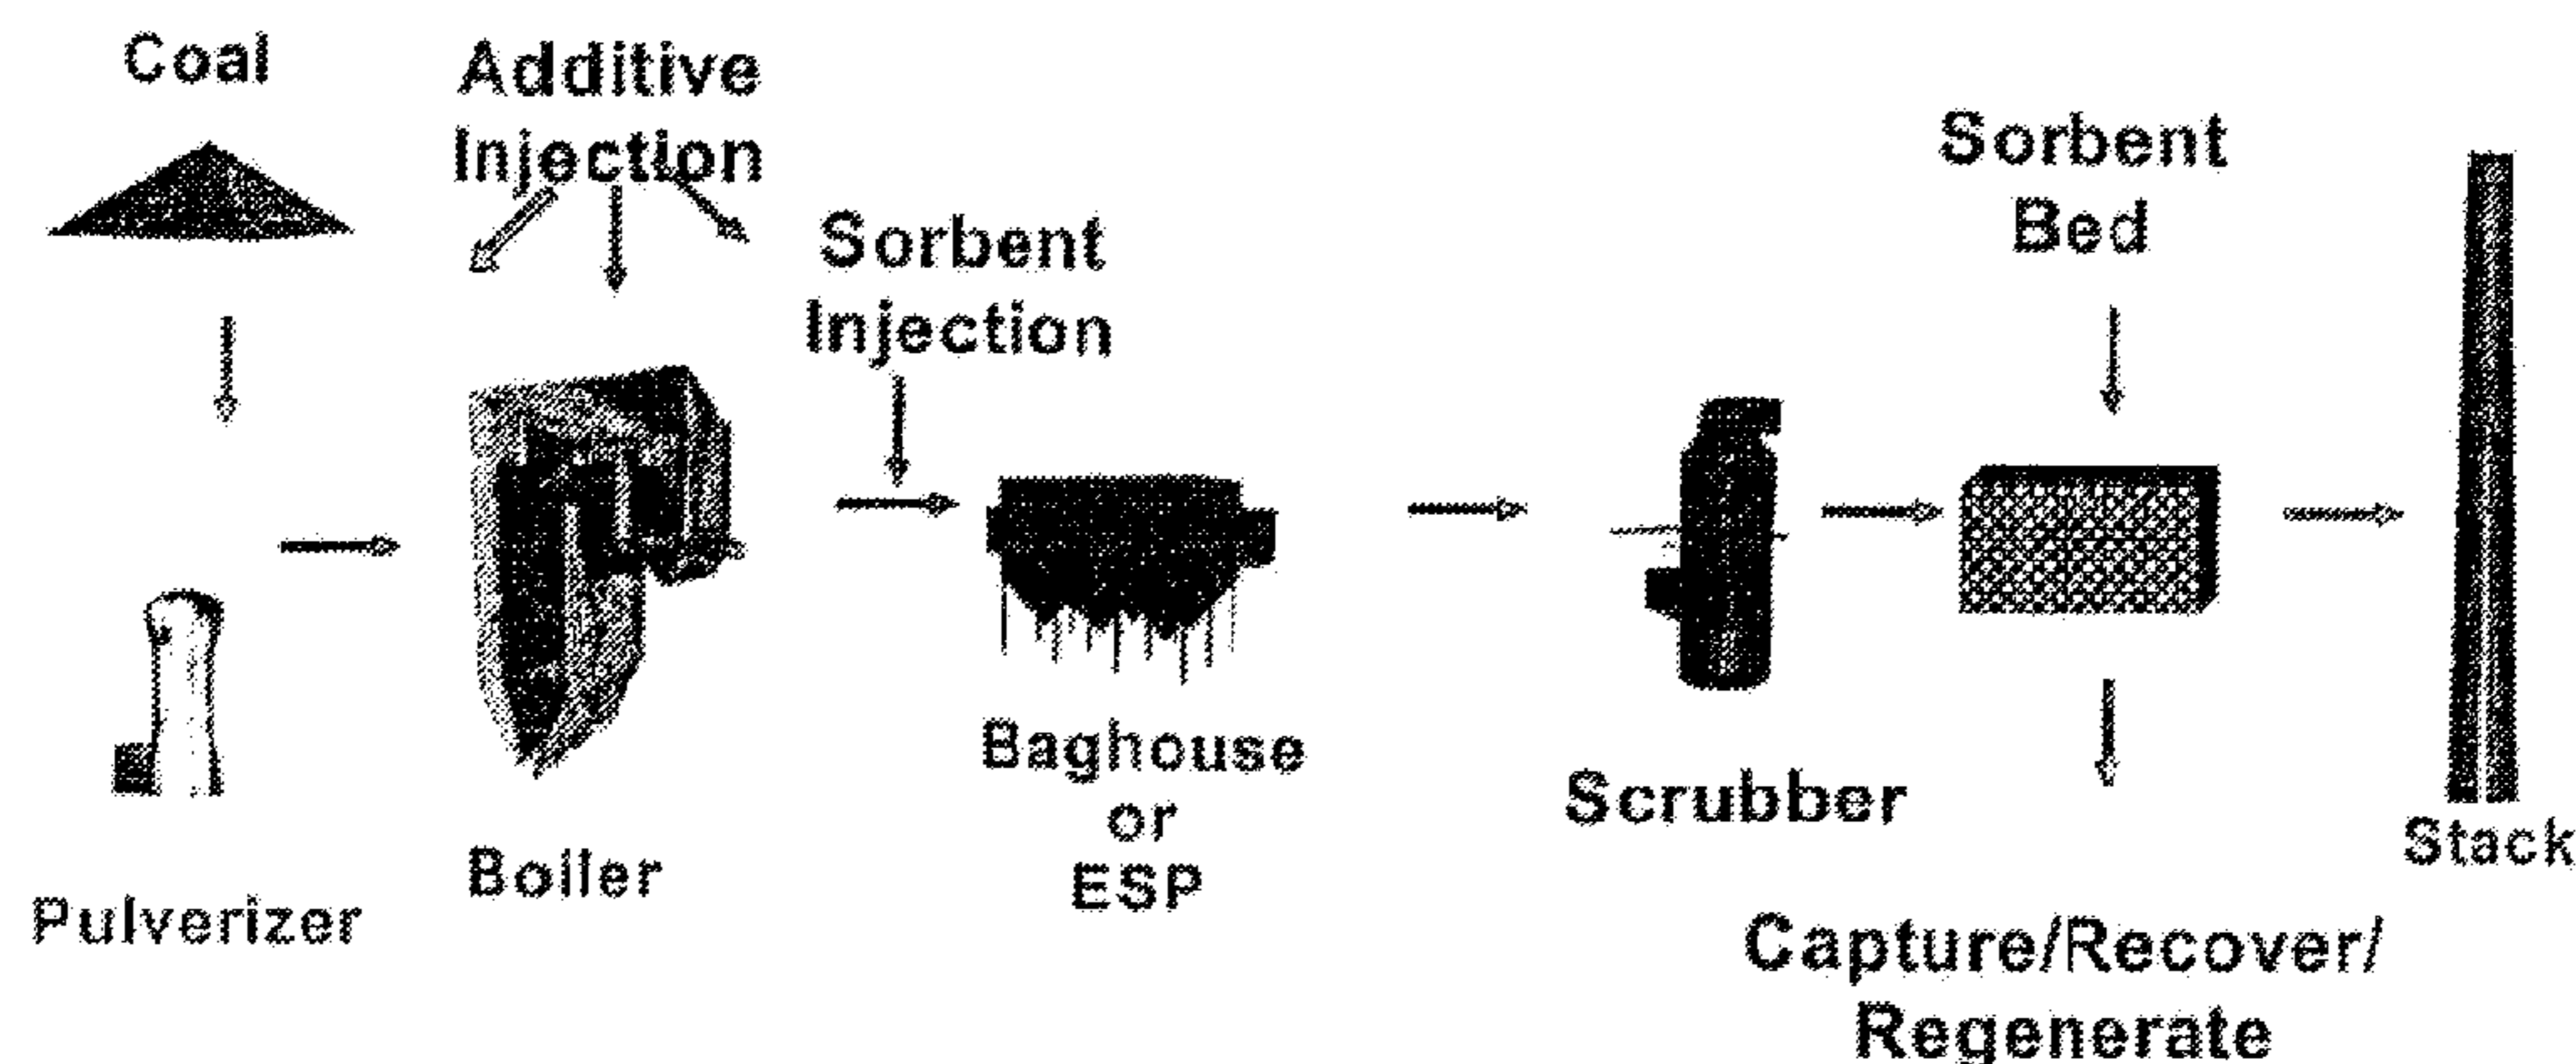 Coal
Additive
Injection
Sorbent
Injection
Sorbent
Bed
Pulverizer
Boiler
Baghouse
or
ESP
Scrubber
Stack
Capture/Recover/
Regenerate